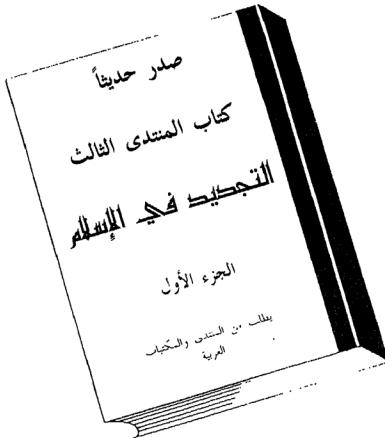 صدر حديثاً
كتاب المنتدى الثالث
التجديد في الإسلام
الجزء الأول
يطلب من المنتدى والمكتبات
العربية